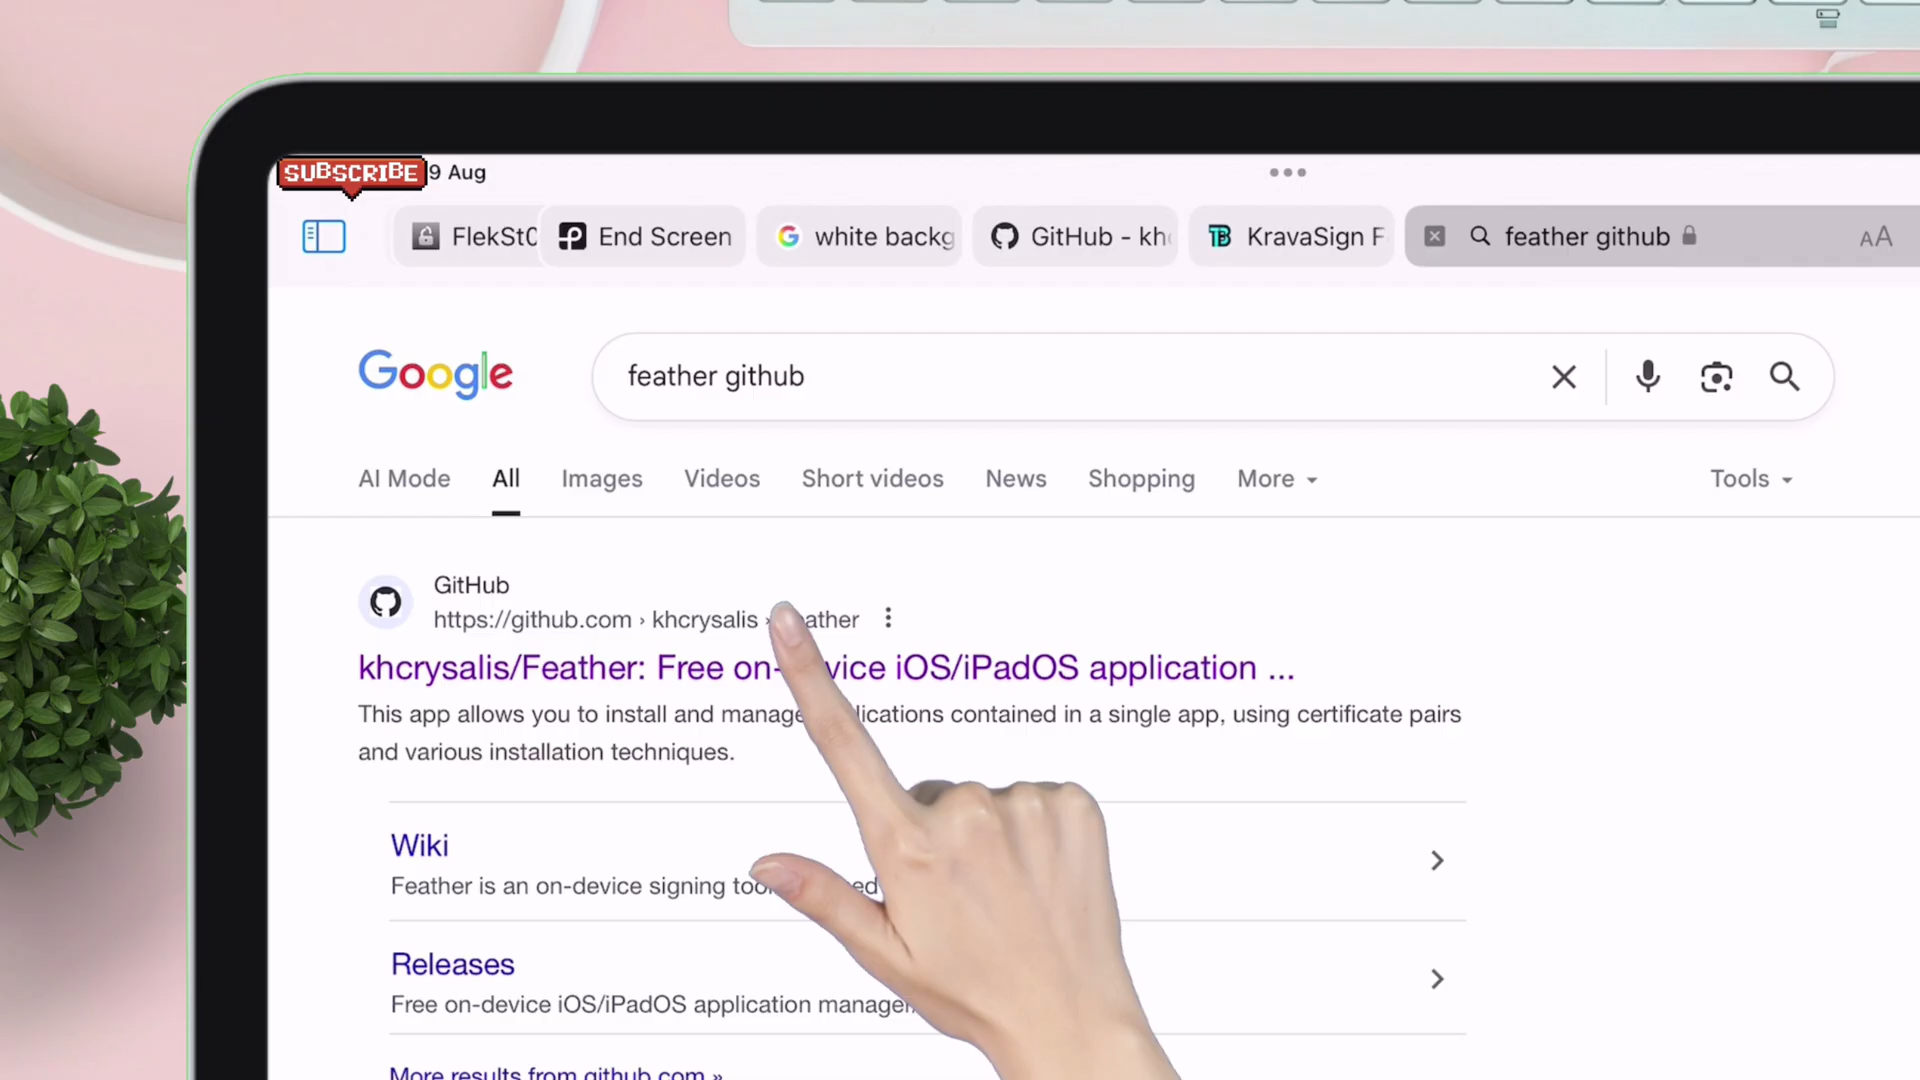 SUBSCRIBE 9 Aug
FlekSt End Screen white backg GitHub - kh KravaSign F feather github AA
Google feather github
AI Mode All Images Videos Short videos News Shopping More Tools
GitHub
https://github.com › khcrysalis › ather
khcrysalis/Feather: Free on- vice iOS/iPadOS application ...
This app allows you to install and manage lications contained in a single app, using certificate pairs
and various installation techniques.
Wiki
Feather is an on-device signing too ed
Releases
Free on-device iOS/iPadOS application manage
More results from github.com »